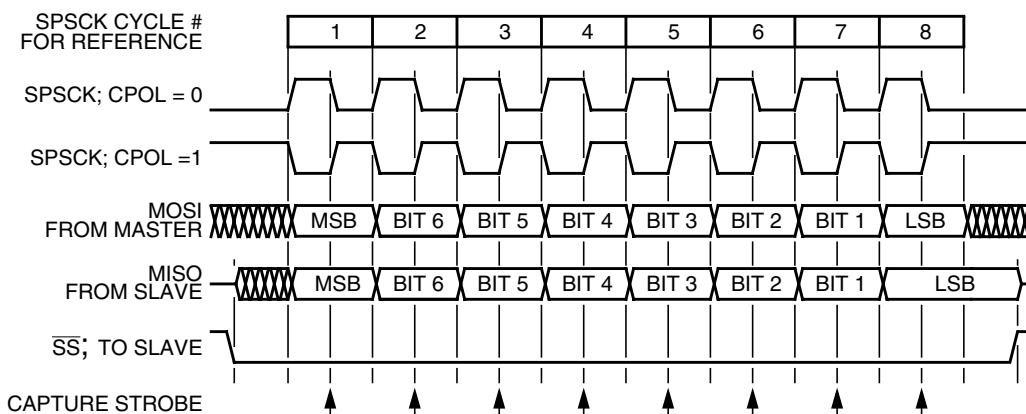 SPSCK CYCLE #
FOR REFERENCE
1 2 3 4 5 6 7 8
SPSCK; CPOL = 0
SPSCK; CPOL =1
MOSI
FROM MASTER
MSB BIT 6 BIT 5 BIT 4 BIT 3 BIT 2 BIT 1 LSB
MISO
FROM SLAVE
MSB BIT 6 BIT 5 BIT 4 BIT 3 BIT 2 BIT 1 LSB
SS; TO SLAVE
CAPTURE STROBE